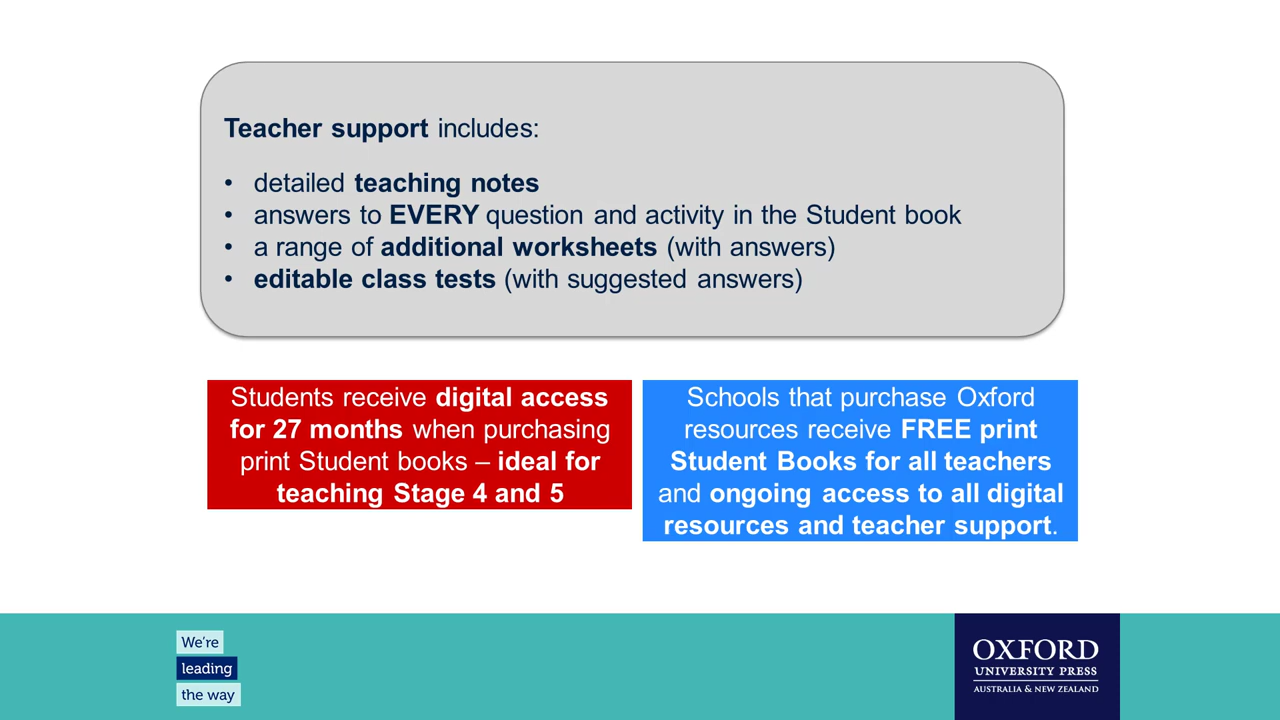 Teacher support includes:
• detailed teaching notes
• answers to EVERY question and activity in the Student book
• a range of additional worksheets (with answers)
• editable class tests (with suggested answers)
Students receive digital access
for 27 months when purchasing
print Student books – ideal for
teaching Stage 4 and 5
Schools that purchase Oxford
resources receive FREE print
Student Books for all teachers
and ongoing access to all digital
resources and teacher support.
We're
leading
the way
OXFORD
UNIVERSITY PRESS
AUSTRALIA & NEW ZEALAND